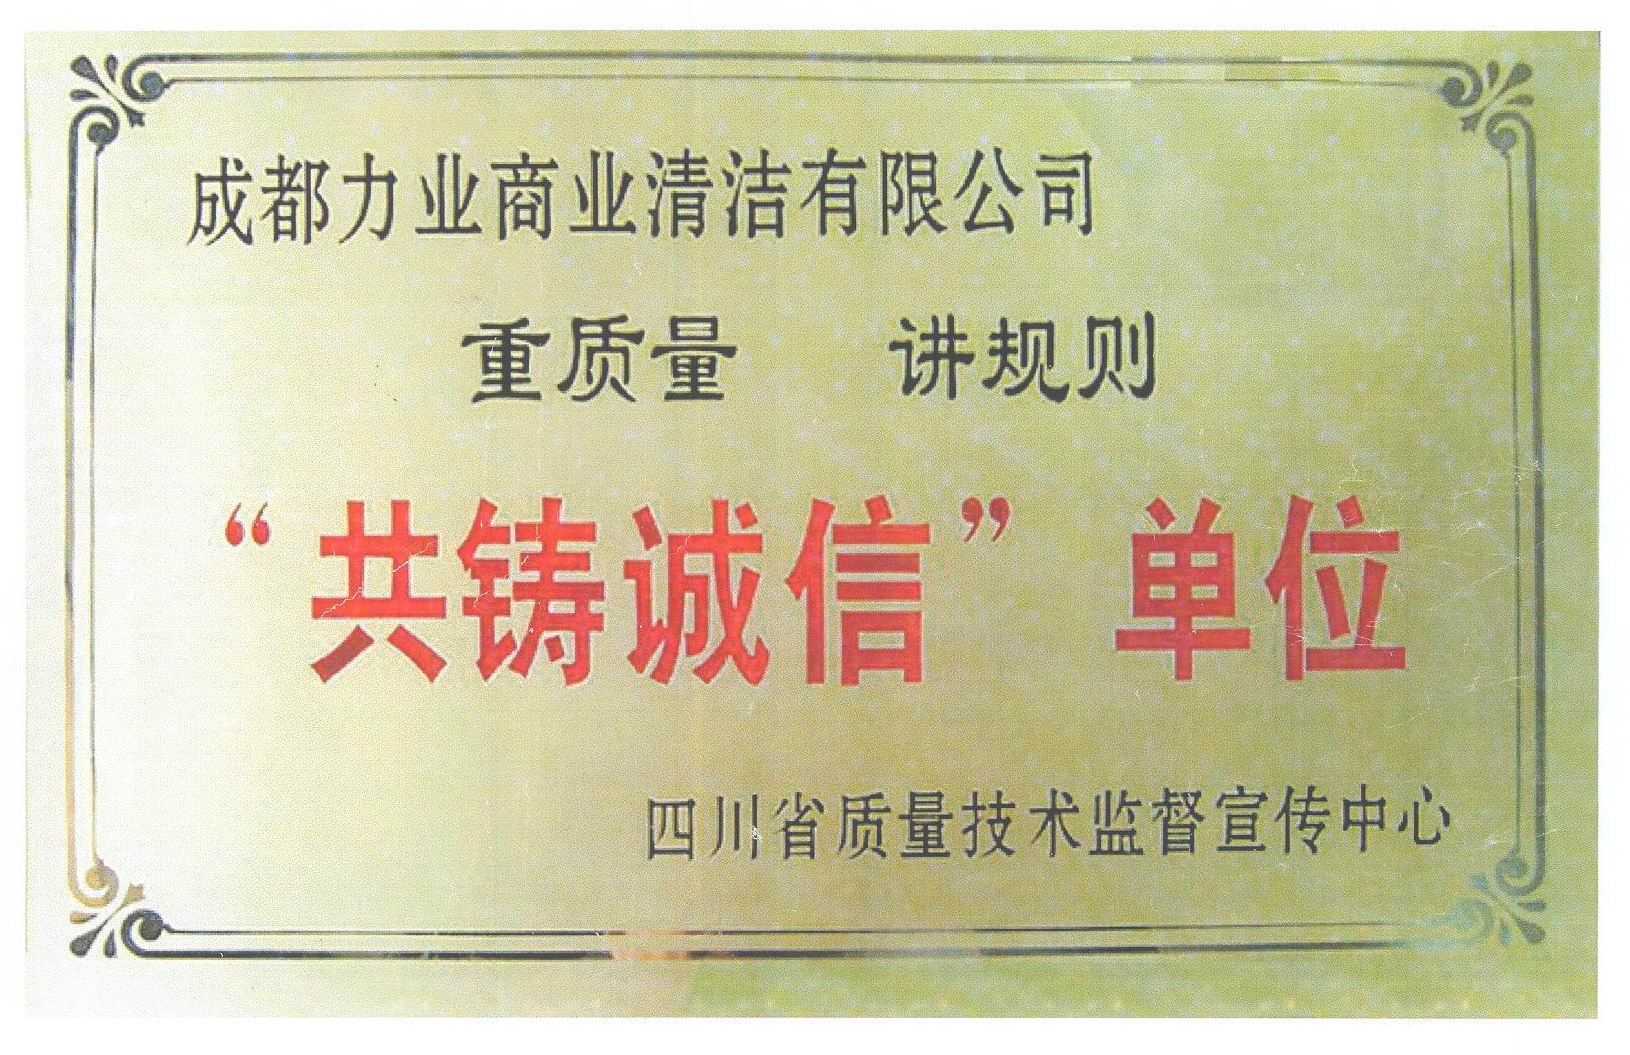 成都力业商业清洁有限公司
重质量 讲规则
“共铸诚信” 单位
四川省质量技术监督宣传中心